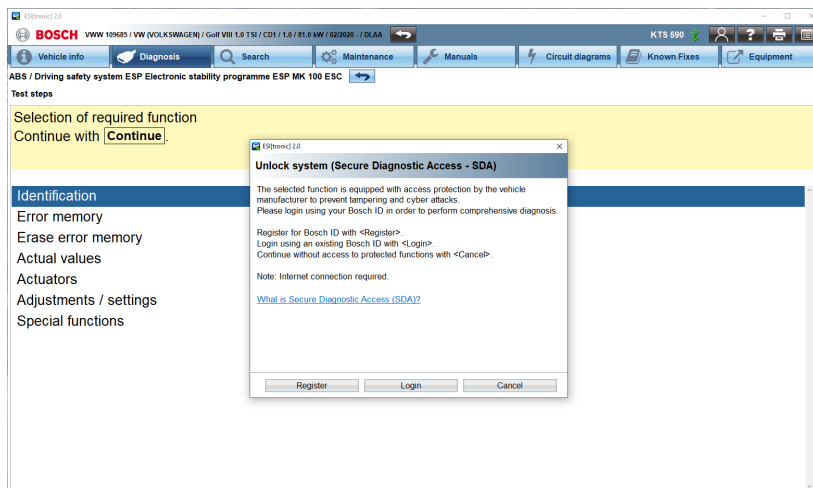 ESI[tronic] 2.0
BOSCH VWW 109685 / VW (VOLKSWAGEN) / Golf VIII 1.0 TSI / CD1 / 1.0 / 81.0 kW / 02/2020 - / DLAA KTS 590 ?
Vehicle info Diagnosis Search Maintenance Manuals Circuit diagrams Known Fixes Equipment
ABS / Driving safety system ESP Electronic stability programme ESP MK 100 ESC
Test steps
Selection of required function
Continue with Continue.
Identification
Error memory
Erase error memory
Actual values
Actuators
Adjustments / settings
Special functions
ESI[tronic] 2.0
Unlock system (Secure Diagnostic Access - SDA)
The selected function is equipped with access protection by the vehicle
manufacturer to prevent tampering and cyber attacks.
Please login using your Bosch ID in order to perform comprehensive diagnosis.
Register for Bosch ID with <Register>.
Login using an existing Bosch ID with <Login>.
Continue without access to protected functions with <Cancel>.
Note: Internet connection required.
What is Secure Diagnostic Access (SDA)?
Register Login Cancel